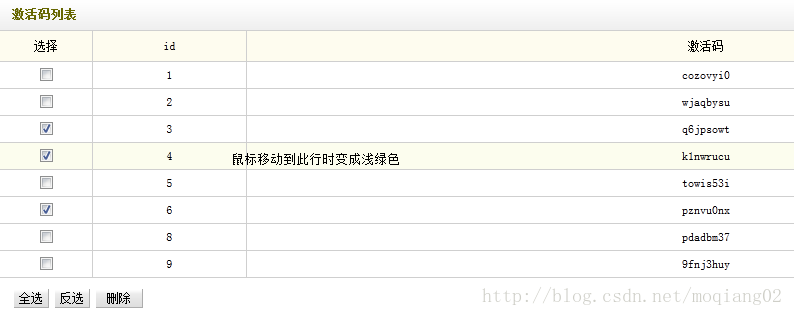 激活码列表
选择 id 激活码
1 cozovyi0
2 wjaqbysu
3 q6jpsowt
4 鼠标移动到此行时变成浅绿色 k1nwrucu
5 towis53i
6 pznvu0nx
8 pdadbm37
9 9fnj3huy
全选 反选 删除 http://blog.csdn.net/moqiang02